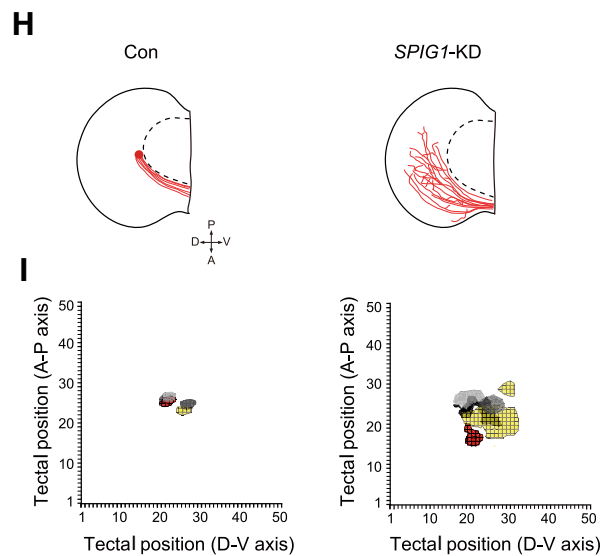 H
Con
SPIG1-KD
P
D V
A
I
Tectal position (A-P axis)
50
40
30
20
10
1
1 10 20 30 40 50
Tectal position (D-V axis)
Tectal position (A-P axis)
50
40
30
20
10
1
1 10 20 30 40 50
Tectal position (D-V axis)